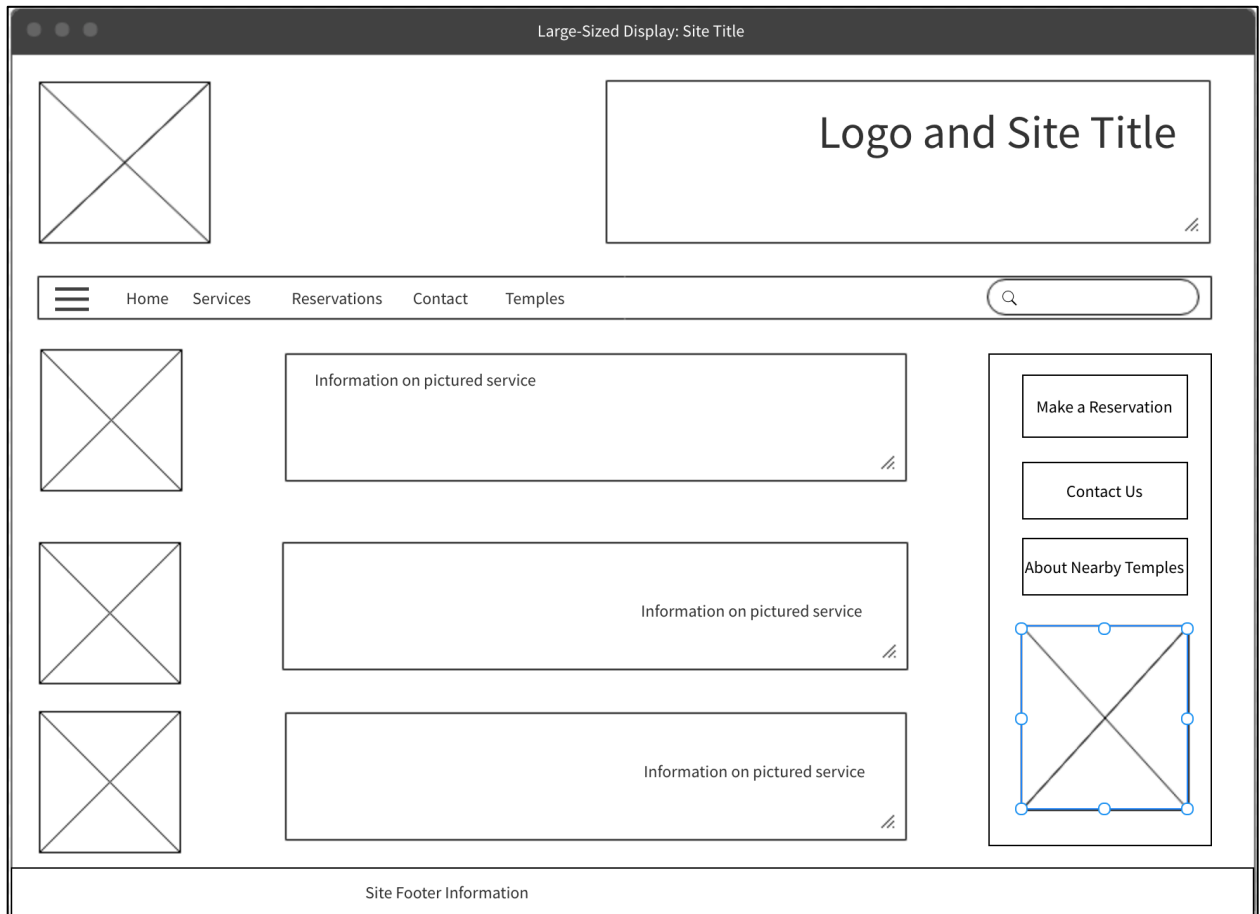 Large-Sized Display: Site Title
Logo and Site Title
Home Services Reservations Contact Temples
Information on pictured service
Make a Reservation
Contact Us
About Nearby Temples
Information on pictured service
Information on pictured service
Site Footer Information